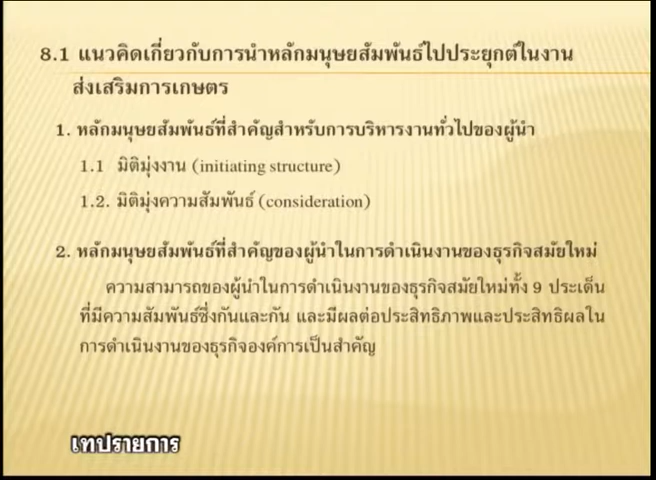 8.1 แนวคิดเกี่ยวกับการนำหลักมนุษยสัมพันธ์ไปประยุกต์ในงาน
ส่งเสริมการเกษตร
1. หลักมนุษยสัมพันธ์ที่สำคัญสำหรับการบริหารงานทั่วไปของผู้นำ
1.1 มิติมุ่งงาน (initiating structure)
1.2. มิติมุ่งความสัมพันธ์ (consideration)
2. หลักมนุษยสัมพันธ์ที่สำคัญของผู้นำในการดำเนินงานของธุรกิจสมัยใหม่
ความสามารถของผู้นำในการดำเนินงานของธุรกิจสมัยใหม่ทั้ง 9 ประเด็น
ที่มีความสัมพันธ์ซึ่งกันและกัน และมีผลต่อประสิทธิภาพและประสิทธิผลใน
การดำเนินงานของธุรกิจองค์การเป็นสำคัญ
เทปรายการ